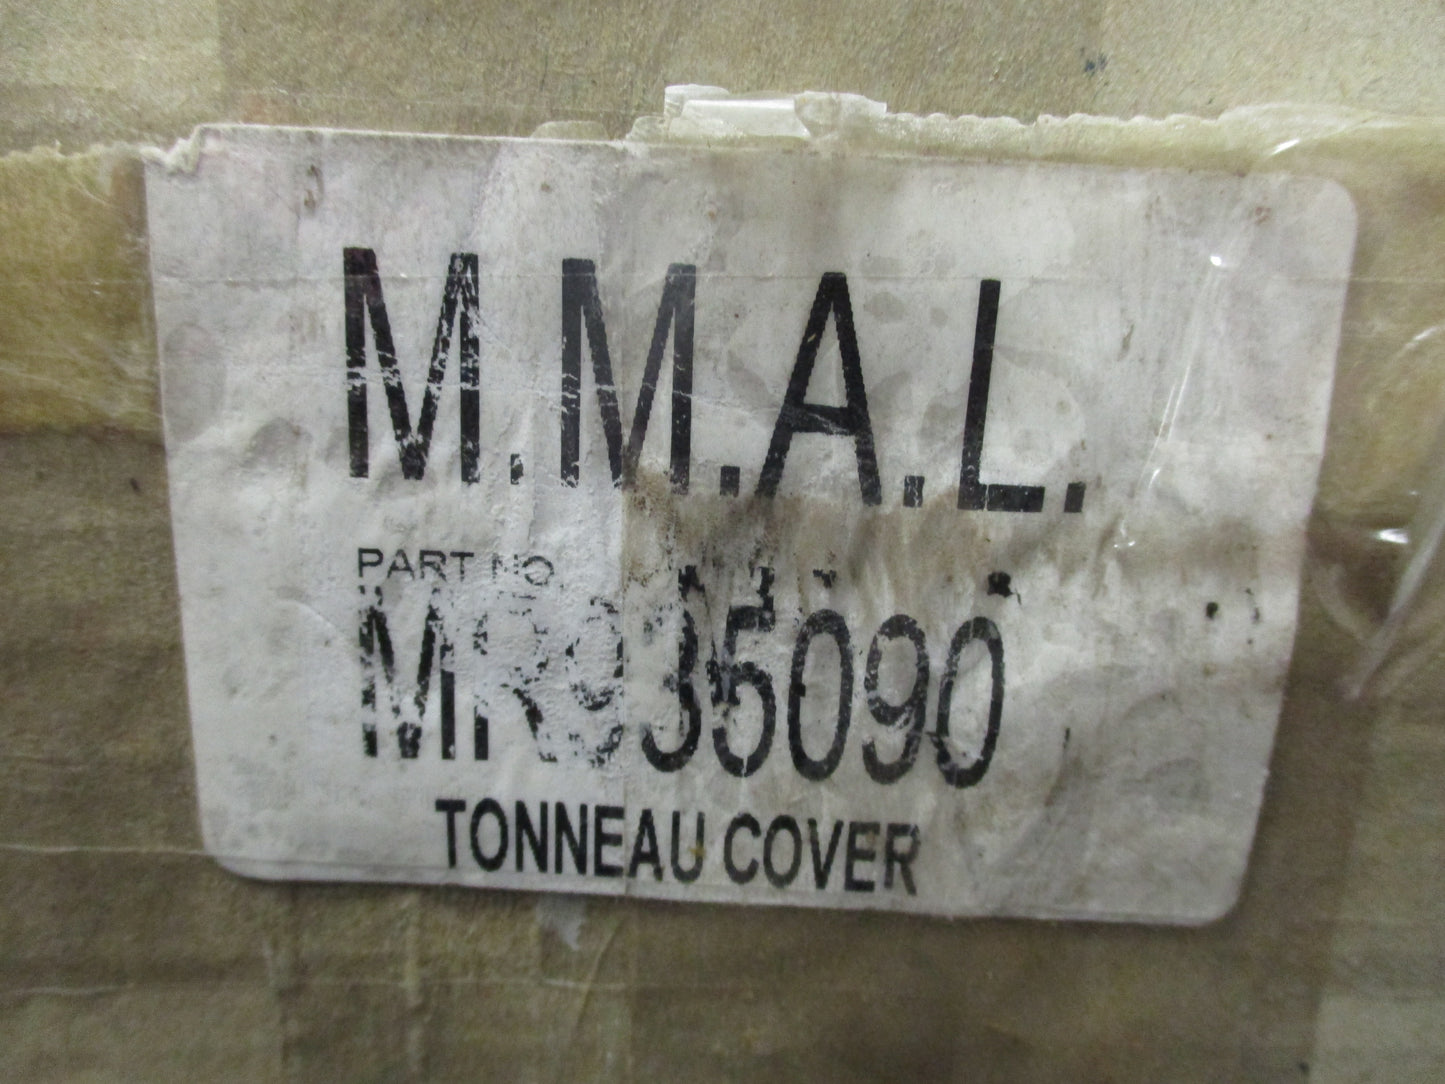 M.M.A.L.
PART NO
MR935090
TONNEAU COVER